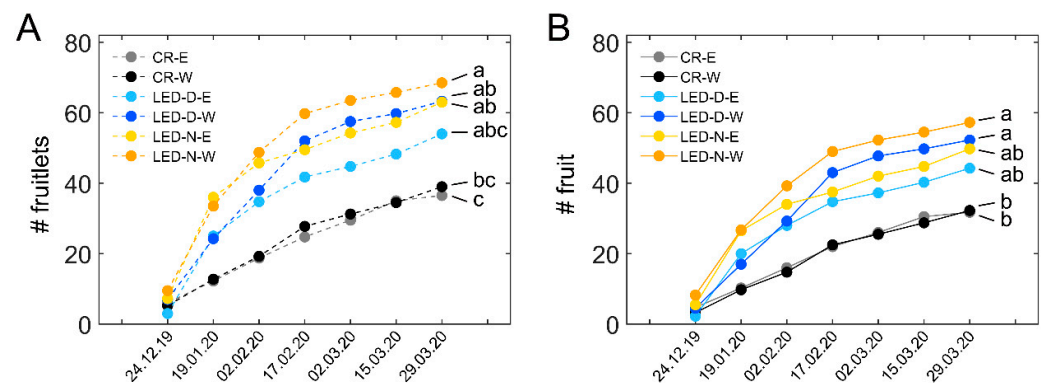 A
# fruitlets
80
60
40
20
0
CR-E
CR-W
LED-D-E
LED-D-W
LED-N-E
LED-N-W
a
ab
ab
abc
bc
c
24.12.19
19.01.20
02.02.20
17.02.20
02.03.20
15.03.20
29.03.20
B
# fruit
80
60
40
20
0
CR-E
CR-W
LED-D-E
LED-D-W
LED-N-E
LED-N-W
a
a
ab
ab
b
b
24.12.19
19.01.20
02.02.20
17.02.20
02.03.20
15.03.20
29.03.20